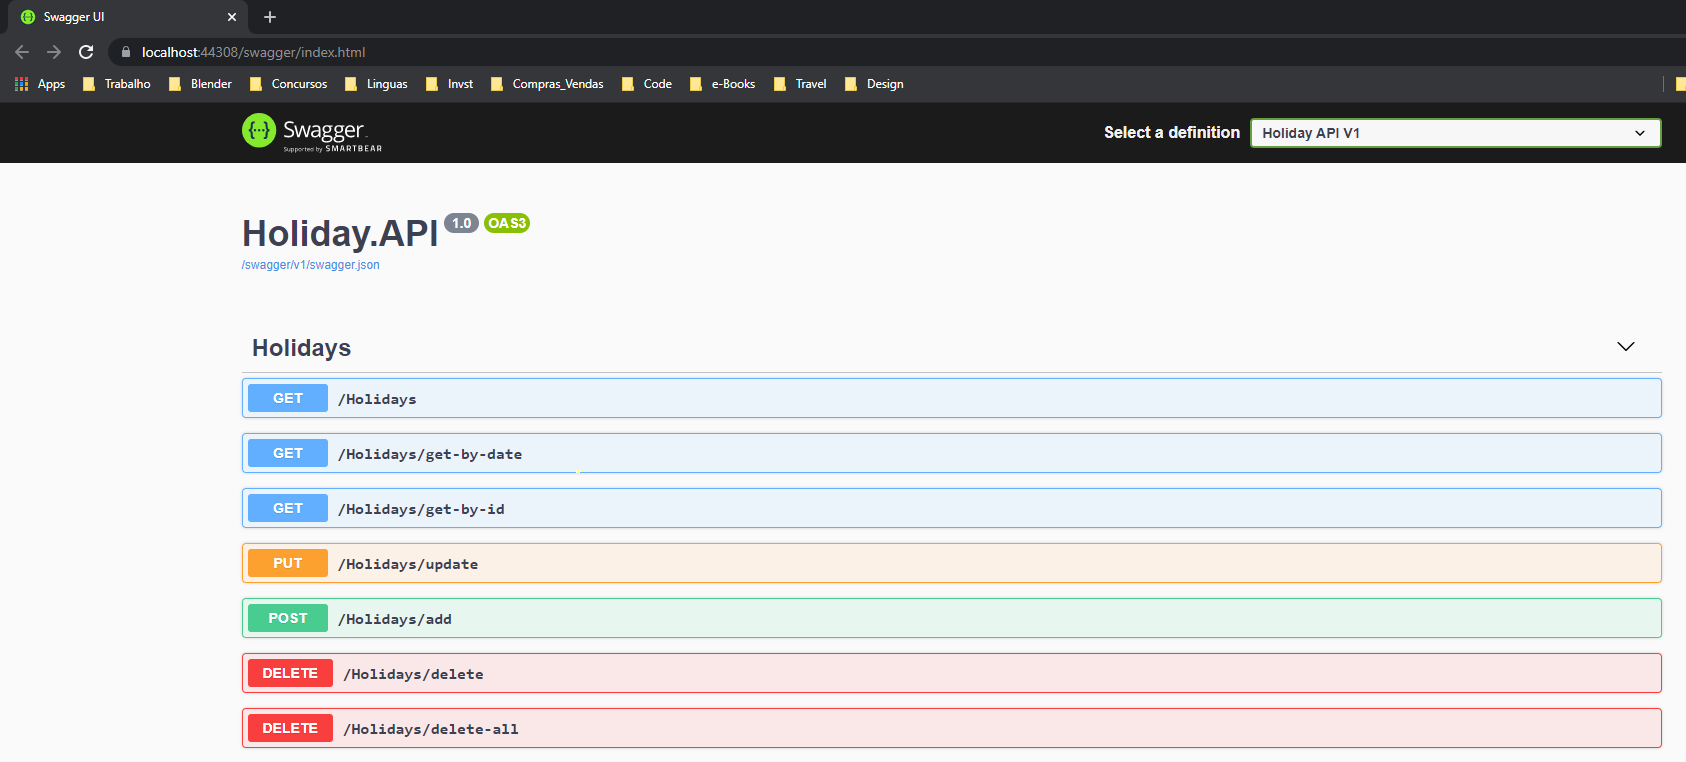 Swagger UI
localhost:44308/swagger/index.html
Apps Trabalho Blender Concursos Linguas Invst Compras_Vendas Code e-Books Travel Design
Swagger
Supported by SMARTBEAR
Select a definition Holiday API V1
Holiday.API 1.0 OAS3
/swagger/v1/swagger.json
Holidays
GET /Holidays
GET /Holidays/get-by-date
GET /Holidays/get-by-id
PUT /Holidays/update
POST /Holidays/add
DELETE /Holidays/delete
DELETE /Holidays/delete-all